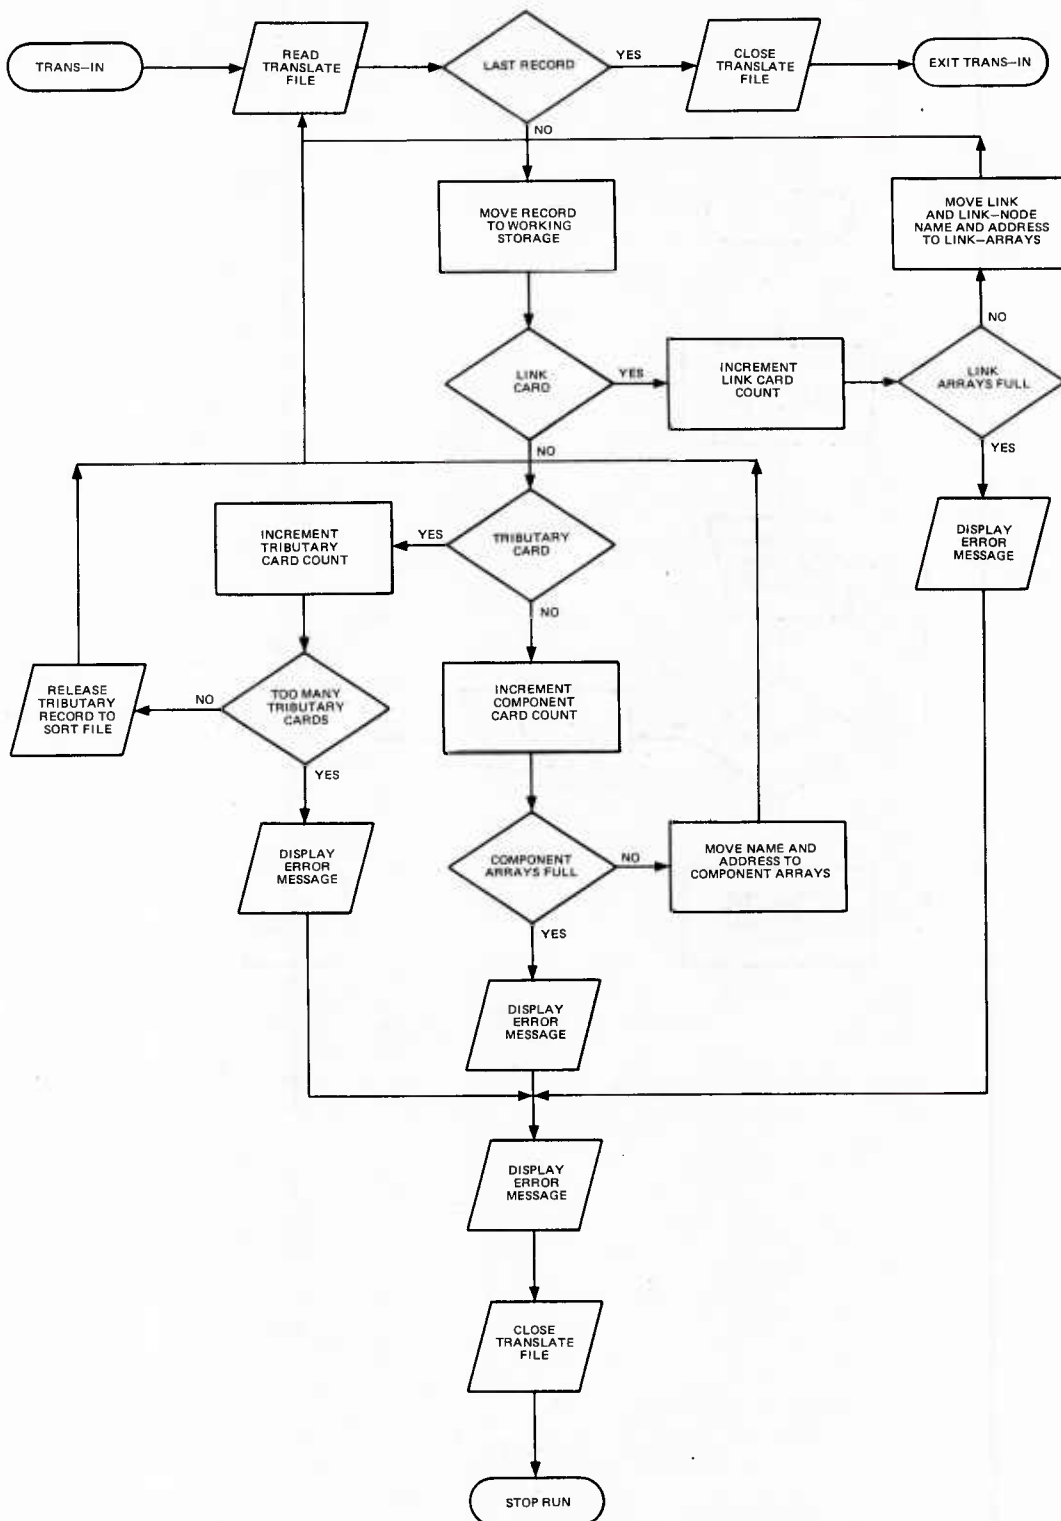 TRANS-IN
READ
TRANSLATE
FILE
LAST RECORD
YES
CLOSE
TRANSLATE
FILE
EXIT TRANS-IN
NO
MOVE RECORD
TO WORKING
STORAGE
MOVE LINK
AND LINK-NODE
NAME AND ADDRESS
TO LINK-ARRAYS
NO
LINK
CARD
YES
INCREMENT
LINK CARD
COUNT
LINK
ARRAYS FULL
NO
YES
INCREMENT
TRIBUTARY
CARD COUNT
YES
TRIBUTARY
CARD
DISPLAY
ERROR
MESSAGE
NO
RELEASE
TRIBUTARY
RECORD TO
SORT FILE
NO
TOO MANY
TRIBUTARY
CARDS
INCREMENT
COMPONENT
CARD COUNT
YES
DISPLAY
ERROR
MESSAGE
COMPONENT
ARRAYS FULL
NO
MOVE NAME AND
ADDRESS TO
COMPONENT ARRAYS
YES
DISPLAY
ERROR
MESSAGE
DISPLAY
ERROR
MESSAGE
CLOSE
TRANSLATE
FILE
STOP RUN